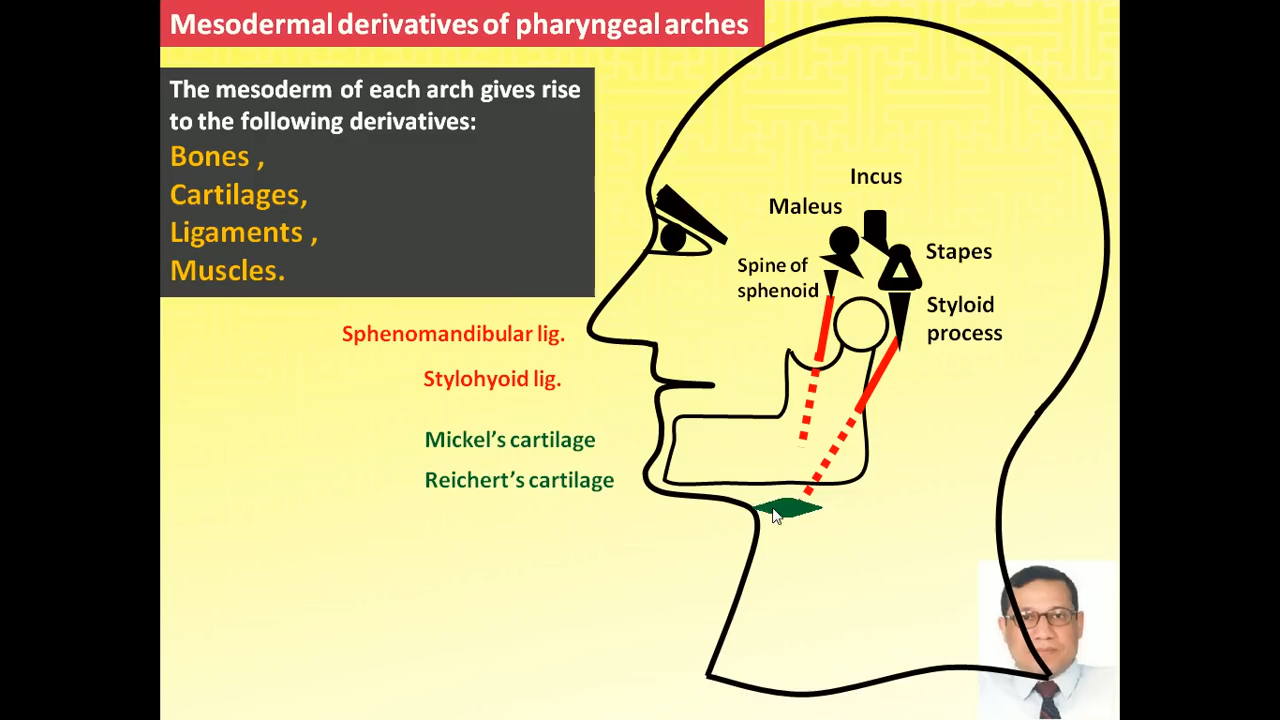 Mesodermal derivatives of pharyngeal arches
The mesoderm of each arch gives rise
to the following derivatives:
Bones ,
Cartilages,
Ligaments ,
Muscles.
Incus
Maleus
Stapes
Spine of
sphenoid
Styloid
process
Sphenomandibular lig.
Stylohyoid lig.
Mickel's cartilage
Reichert's cartilage